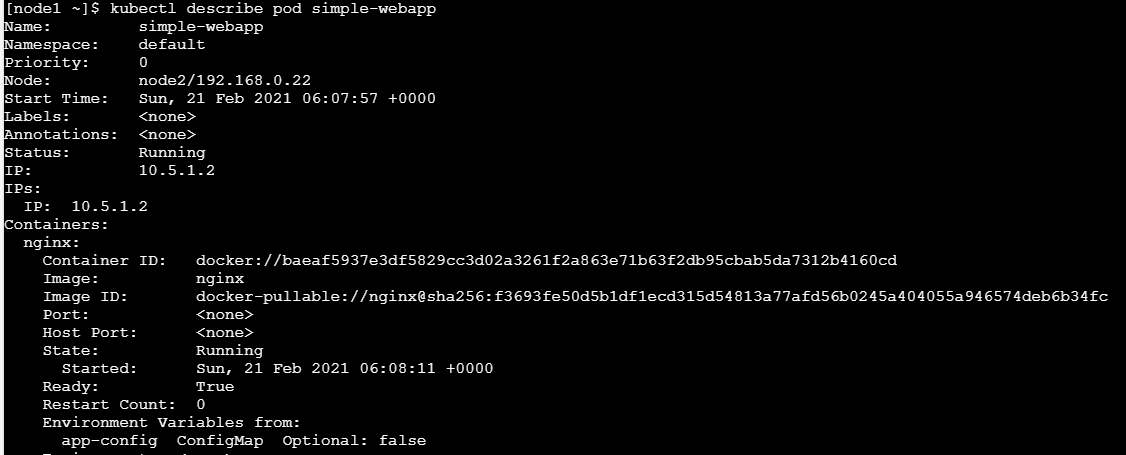 [node1 ~]$ kubectl describe pod simple-webapp
Name:         simple-webapp
Namespace:    default
Priority:     0
Node:         node2/192.168.0.22
Start Time:   Sun, 21 Feb 2021 06:07:57 +0000
Labels:       <none>
Annotations:  <none>
Status:       Running
IP:           10.5.1.2
IPs:
  IP:  10.5.1.2
Containers:
  nginx:
    Container ID:   docker://baeaf5937e3df5829cc3d02a3261f2a863e71b63f2db95cbab5da7312b4160cd
    Image:          nginx
    Image ID:       docker-pullable://nginx@sha256:f3693fe50d5b1df1ecd315d54813a77afd56b0245a404055a946574deb6b34fc
    Port:           <none>
    Host Port:      <none>
    State:          Running
      Started:      Sun, 21 Feb 2021 06:08:11 +0000
    Ready:          True
    Restart Count:  0
    Environment Variables from:
      app-config  ConfigMap  Optional: false